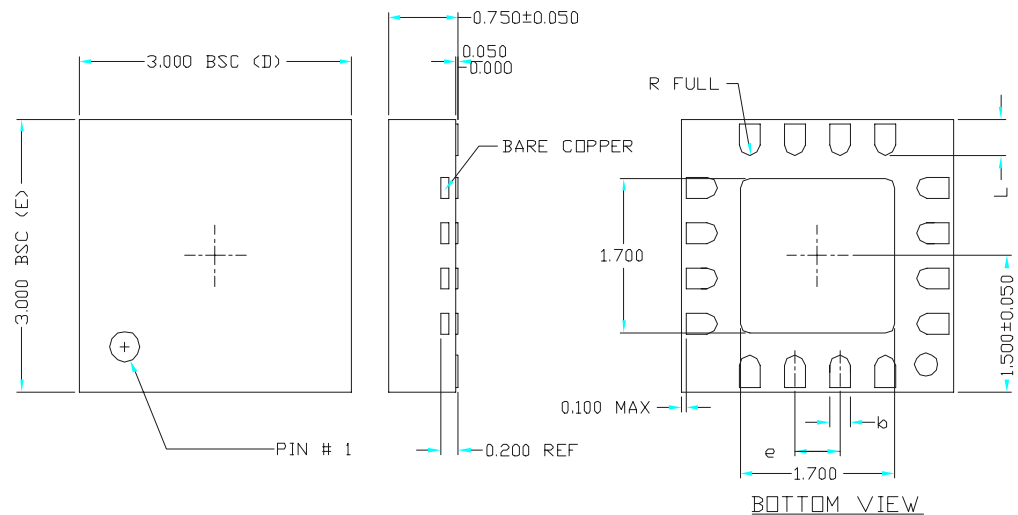 0.750±0.050
0.050
0.000
3.000 BSC (D)
R FULL
BARE COPPER
3.000 BSC (E)
1.700
L
1.500±0.050
0.100 MAX
b
PIN # 1
0.200 REF
e
1.700
BOTTOM VIEW